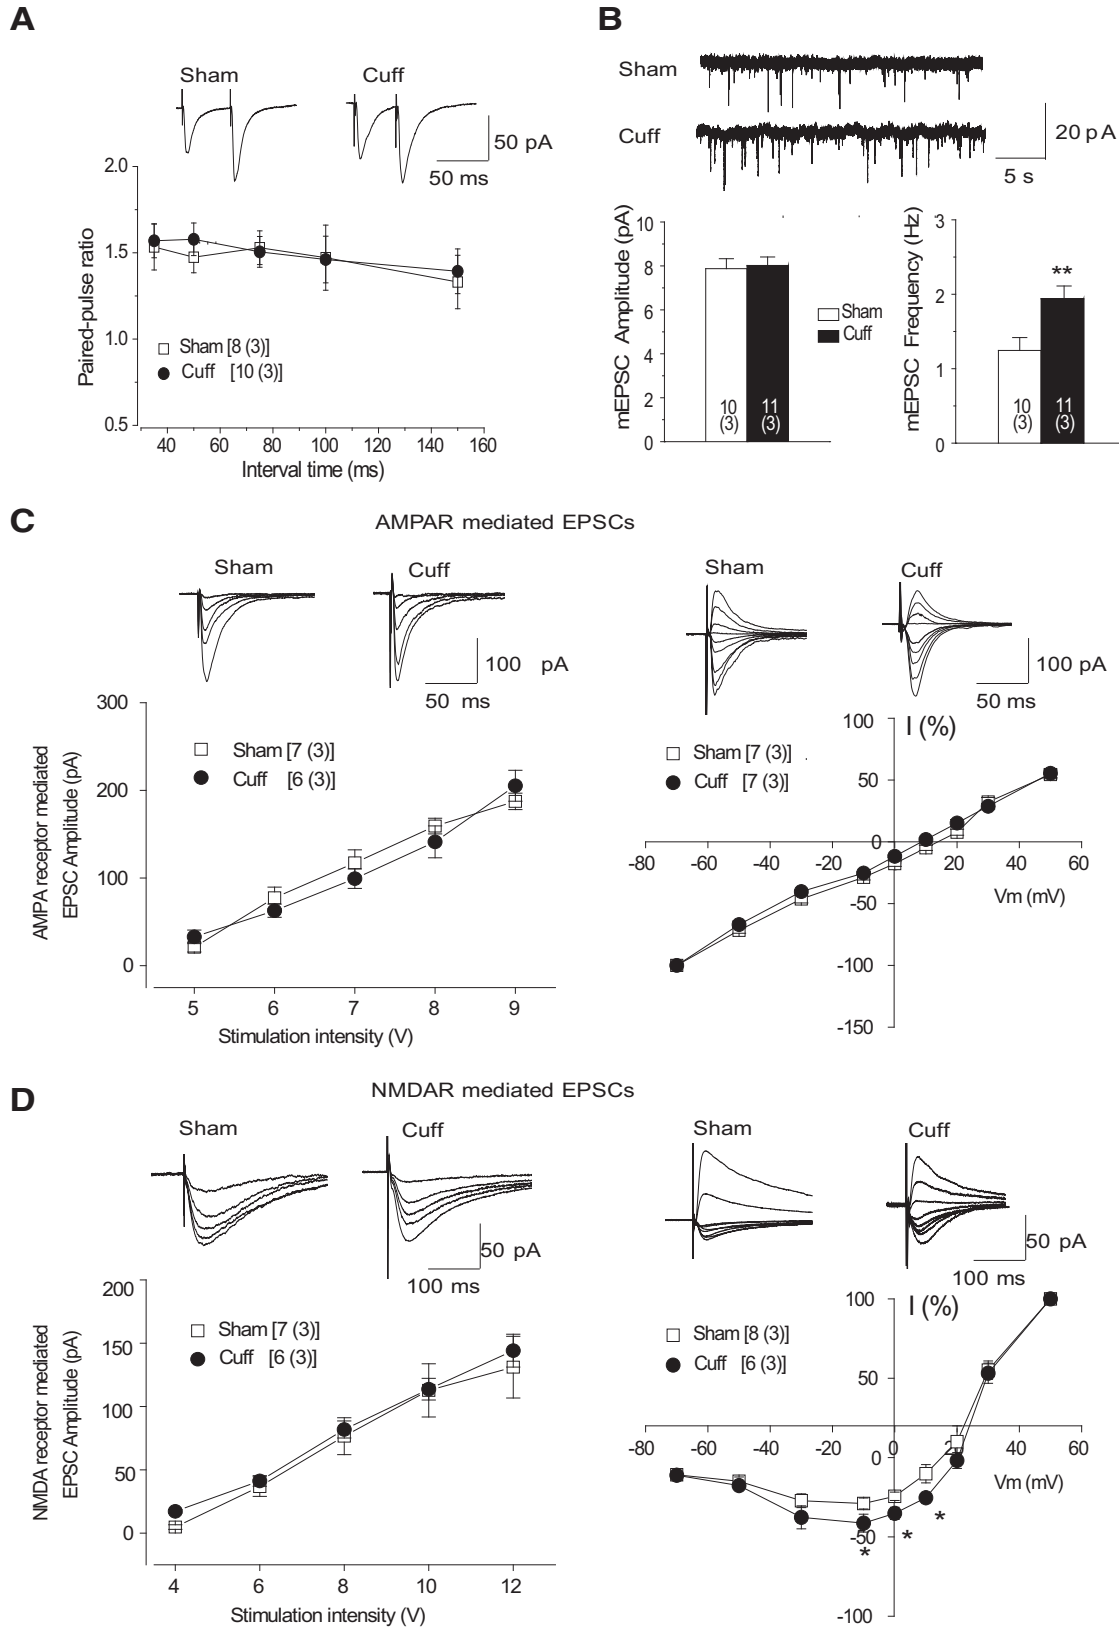 A
Sham
Cuff
50 pA
50 ms
2.0
1.5
1.0
0.5
Paired-pulse ratio
Sham [8 (3)]
Cuff [10 (3)]
40 60 80 100 120 140 160
Interval time (ms)
B
Sham
Cuff
20 pA
5 s
mEPSC Amplitude (pA)
10
8
6
4
2
0
10
(3)
11
(3)
Sham
Cuff
mEPSC Frequency (Hz)
3
2
1
0
**
10
(3)
11
(3)
C
AMPAR mediated EPSCs
Sham
Cuff
100 pA
50 ms
AMPA receptor mediated
EPSC Amplitude (pA)
300
200
100
0
Sham [7 (3)]
Cuff [6 (3)]
5 6 7 8 9
Stimulation intensity (V)
Sham
Cuff
100 pA
50 ms
I (%)
Sham [7 (3)]
Cuff [7 (3)]
100
50
0
-50
-100
-150
-80 -60 -40 -20 0 20 40 60
Vm (mV)
D
NMDAR mediated EPSCs
Sham
Cuff
50 pA
100 ms
NMDA receptor mediated
EPSC Amplitude (pA)
200
150
100
50
0
Sham [7 (3)]
Cuff [6 (3)]
4 6 8 10 12
Stimulation intensity (V)
Sham
Cuff
50 pA
100 ms
I (%)
Sham [8 (3)]
Cuff [6 (3)]
100
50
0
-50
-100
-80 -60 -40 -20 0 20 40 60
Vm (mV)
* * *